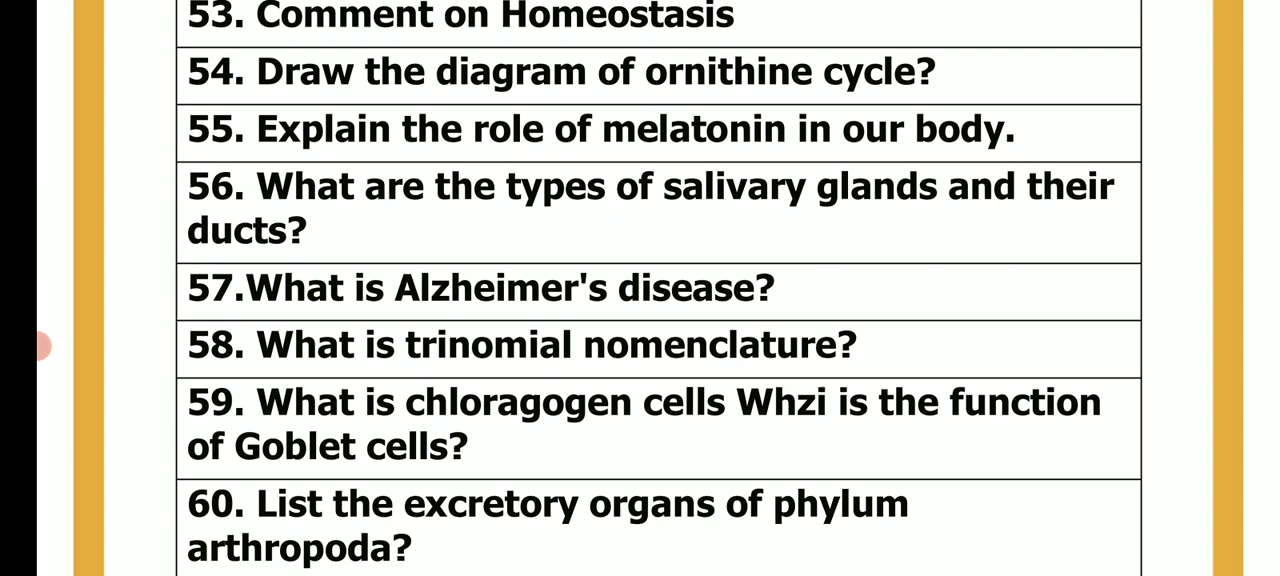 53. Comment on Homeostasis
54. Draw the diagram of ornithine cycle?
55. Explain the role of melatonin in our body.
56. What are the types of salivary glands and their
ducts?
57.What is Alzheimer's disease?
58. What is trinomial nomenclature?
59. What is chloragogen cells Whzi is the function
of Goblet cells?
60. List the excretory organs of phylum
arthropoda?